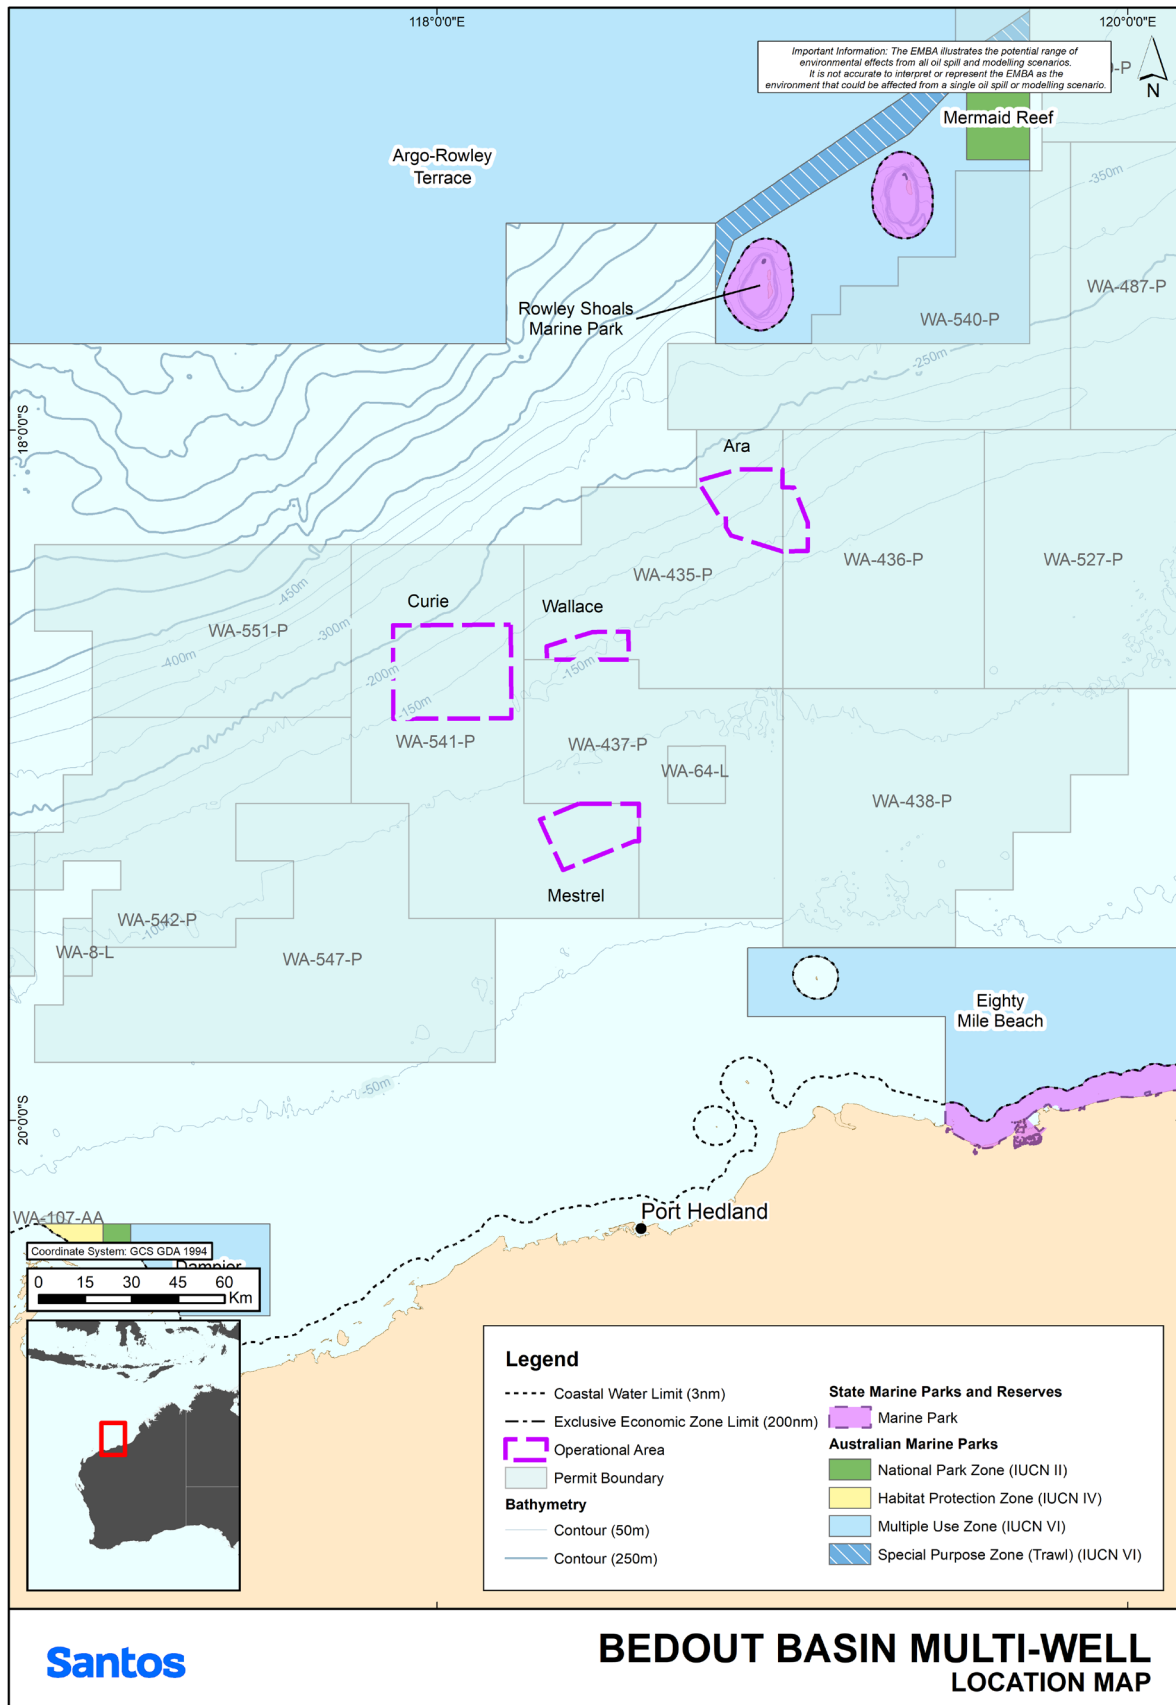 118°0'0"E
120°0'0"E
Important Information: The EMBA illustrates the potential range of
environmental effects from all oil spill and modelling scenarios.
It is not accurate to interpret or represent the EMBA as the
environment that could be affected from a single oil spill or modelling scenario.
-P
N
Mermaid Reef
Argo-Rowley
Terrace
-350m
WA-487-P
Rowley Shoals
Marine Park
WA-540-P
-250m
18°0'0"S
Ara
WA-435-P
WA-436-P
WA-527-P
-450m
Curie
Wallace
WA-551-P
-300m
-400m
-200m
-150m
-150m
WA-541-P
WA-437-P
WA-64-L
WA-438-P
Mestrel
WA-542-P
-100m
WA-8-L
WA-547-P
Eighty
Mile Beach
-50m
20°0'0"S
Port Hedland
WA-107-AA
Coordinate System: GCS GDA 1994
Dampier
0 15 30 45 60
Km
Legend
Coastal Water Limit (3nm)
Exclusive Economic Zone Limit (200nm)
Operational Area
Permit Boundary
Bathymetry
Contour (50m)
Contour (250m)
State Marine Parks and Reserves
Marine Park
Australian Marine Parks
National Park Zone (IUCN II)
Habitat Protection Zone (IUCN IV)
Multiple Use Zone (IUCN VI)
Special Purpose Zone (Trawl) (IUCN VI)
Santos
BEDOUT BASIN MULTI-WELL
LOCATION MAP